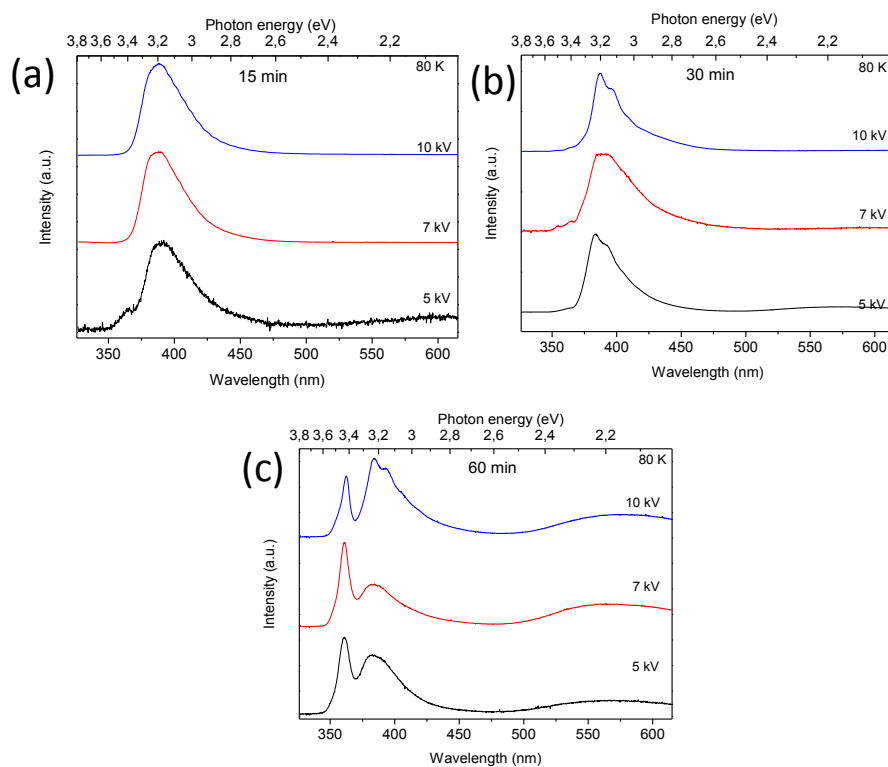 Photon energy (eV)
3,8 3,6 3,4 3,2 3 2,8 2,6 2,4 2,2
(a)
15 min
80 K
10 kV
7 kV
5 kV
Intensity (a.u.)
350 400 450 500 550 600
Wavelength (nm)
Photon energy (eV)
3,8 3,6 3,4 3,2 3 2,8 2,6 2,4 2,2
(b)
30 min
80 K
10 kV
7 kV
5 kV
Intensity (a.u.)
350 400 450 500 550 600
Wavelength (nm)
Photon energy (eV)
3,8 3,6 3,4 3,2 3 2,8 2,6 2,4 2,2
(c)
60 min
80 K
10 kV
7 kV
5 kV
Intensity (a.u.)
350 400 450 500 550 600
Wavelength (nm)